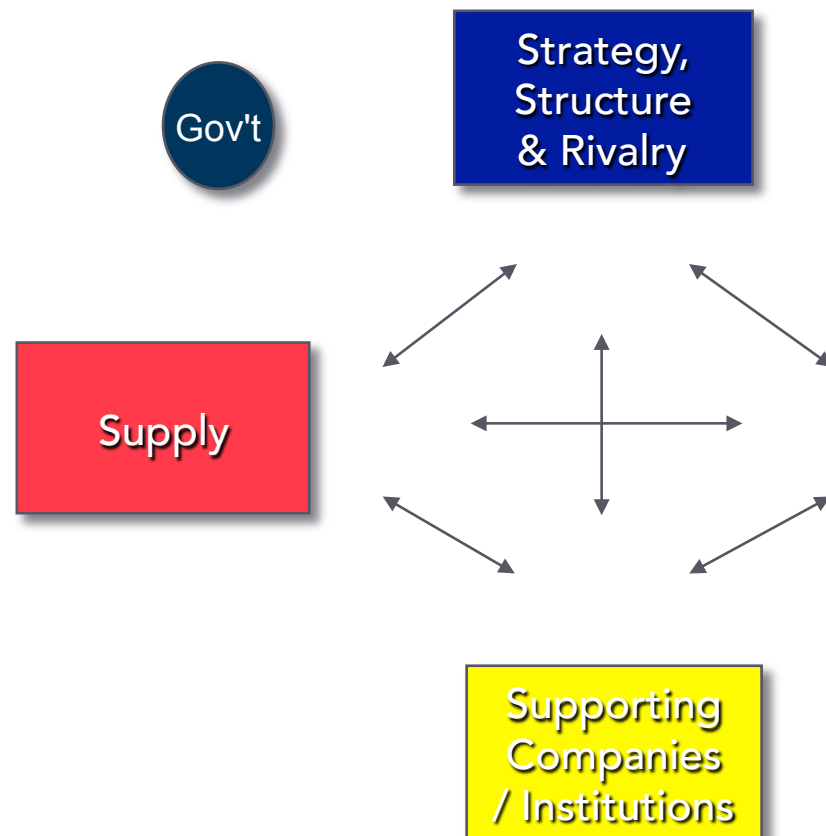 Gov't
Strategy,
Structure
& Rivalry
Supply
Supporting
Companies
/ Institutions